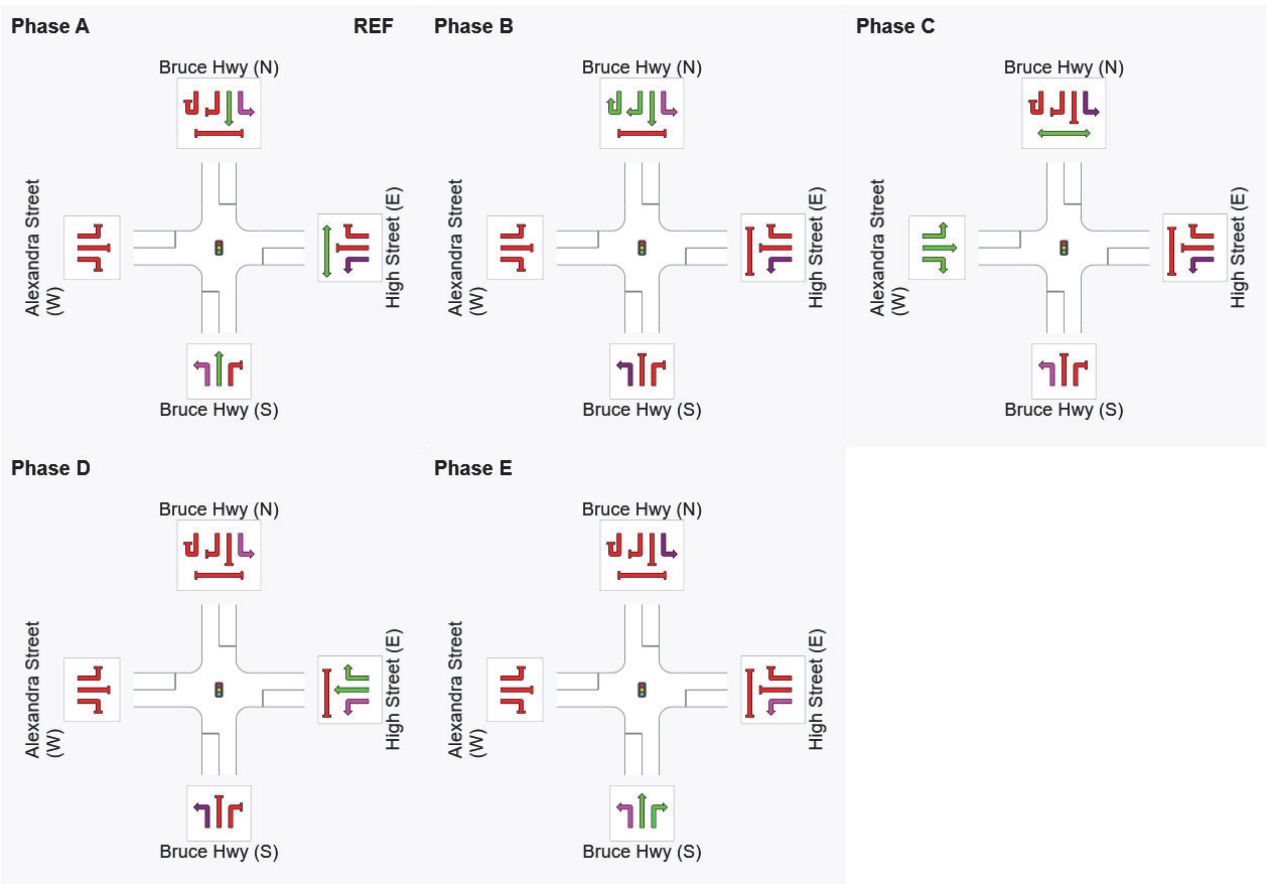 Phase A
REF
Bruce Hwy (N)
Alexandra Street
(W)
High Street (E)
Bruce Hwy (S)
Phase B
Bruce Hwy (N)
Alexandra Street
(W)
High Street (E)
Bruce Hwy (S)
Phase C
Bruce Hwy (N)
Alexandra Street
(W)
High Street (E)
Bruce Hwy (S)
Phase D
Bruce Hwy (N)
Alexandra Street
(W)
High Street (E)
Bruce Hwy (S)
Phase E
Bruce Hwy (N)
Alexandra Street
(W)
High Street (E)
Bruce Hwy (S)